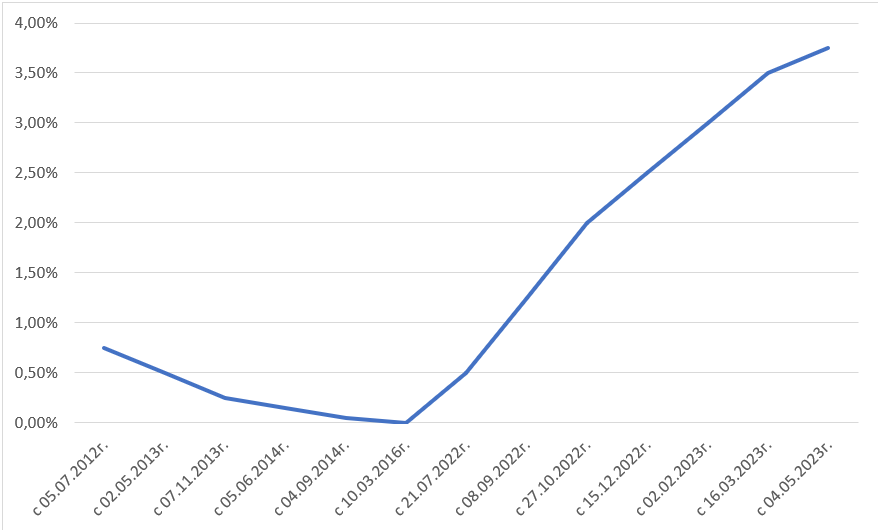 4,00%
3,50%
3,00%
2,50%
2,00%
1,50%
1,00%
0,50%
0,00%
с 05.07.2012г.
с 02.05.2013г.
с 07.11.2013г.
с 05.06.2014г.
с 04.09.2014г.
с 10.03.2016г.
с 21.07.2022г.
с 08.09.2022г.
с 27.10.2022г.
с 15.12.2022г.
с 02.02.2023г.
с 16.03.2023г.
с 04.05.2023г.